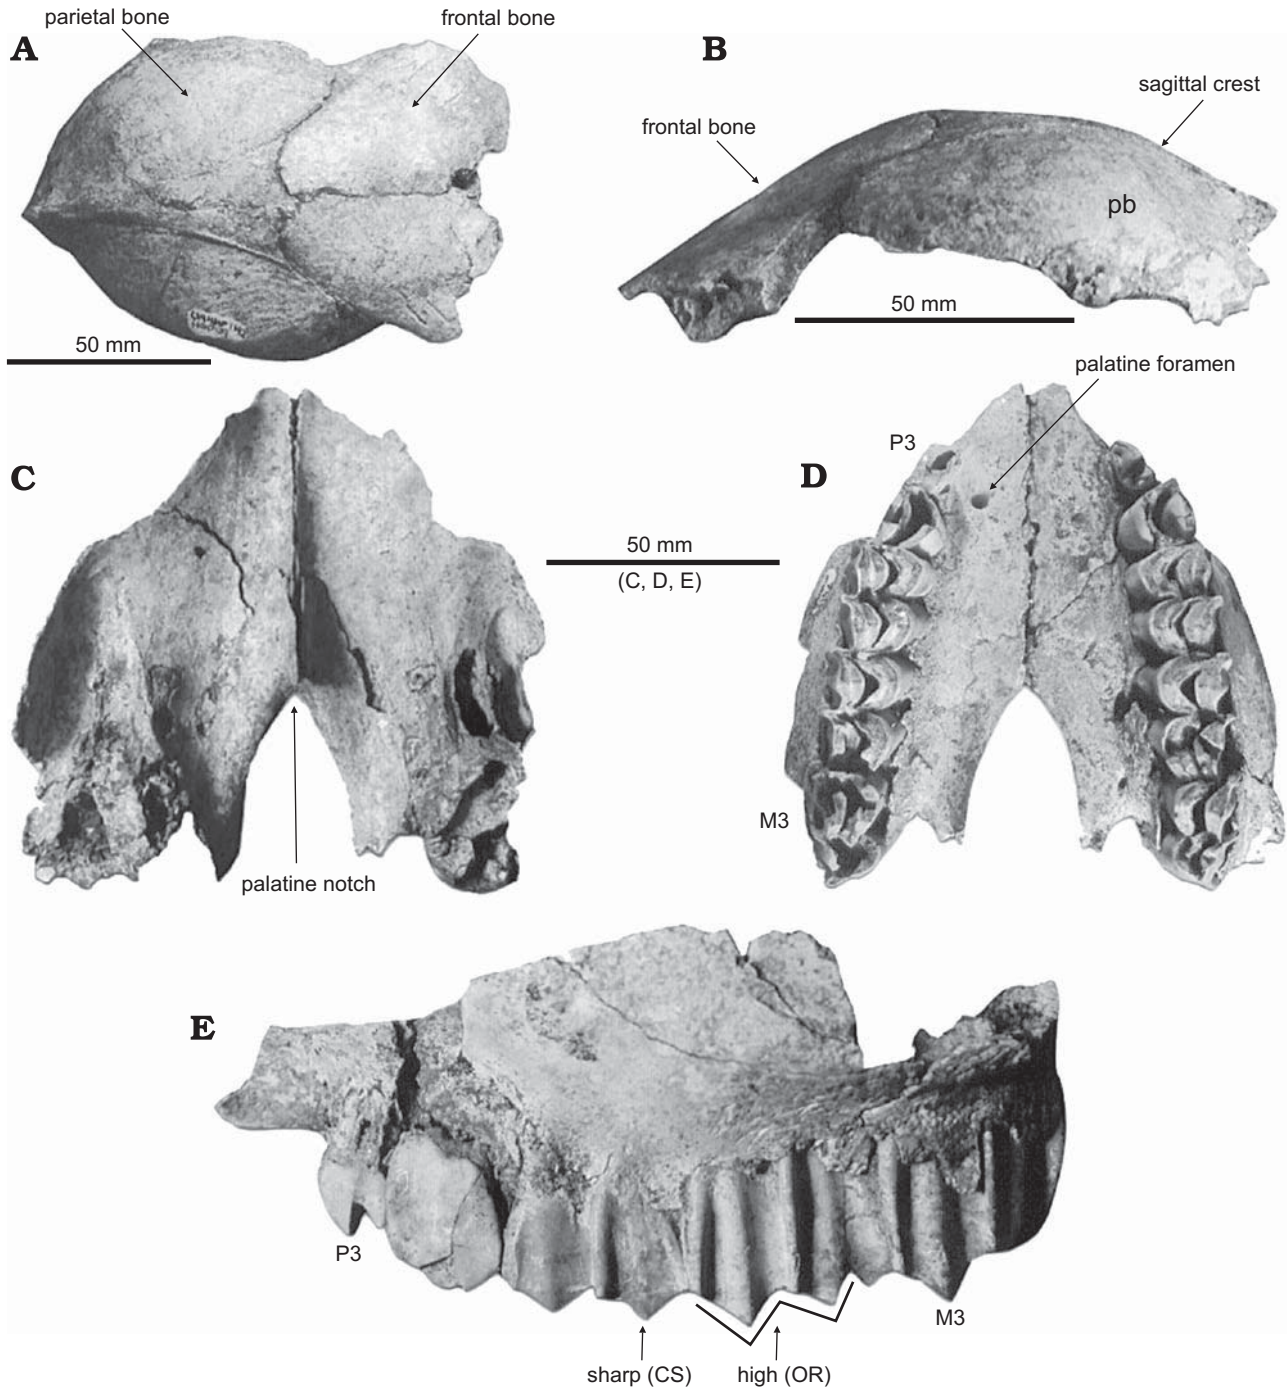 parietal bone
frontal bone
A
50 mm
B
sagittal crest
frontal bone
pb
50 mm
palatine foramen
C
palatine notch
50 mm
(C, D, E)
P3
D
M3
E
P3
M3
sharp (CS)
high (OR)